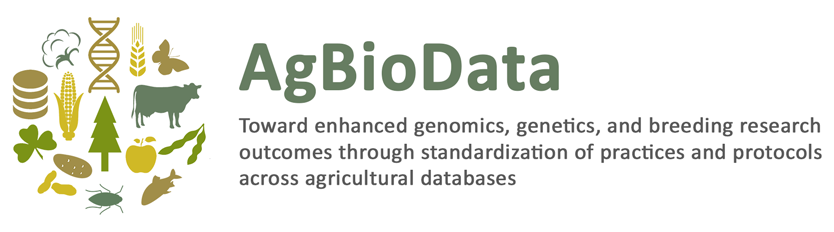 AgBioData
Toward enhanced genomics, genetics, and breeding research
outcomes through standardization of practices and protocols
across agricultural databases